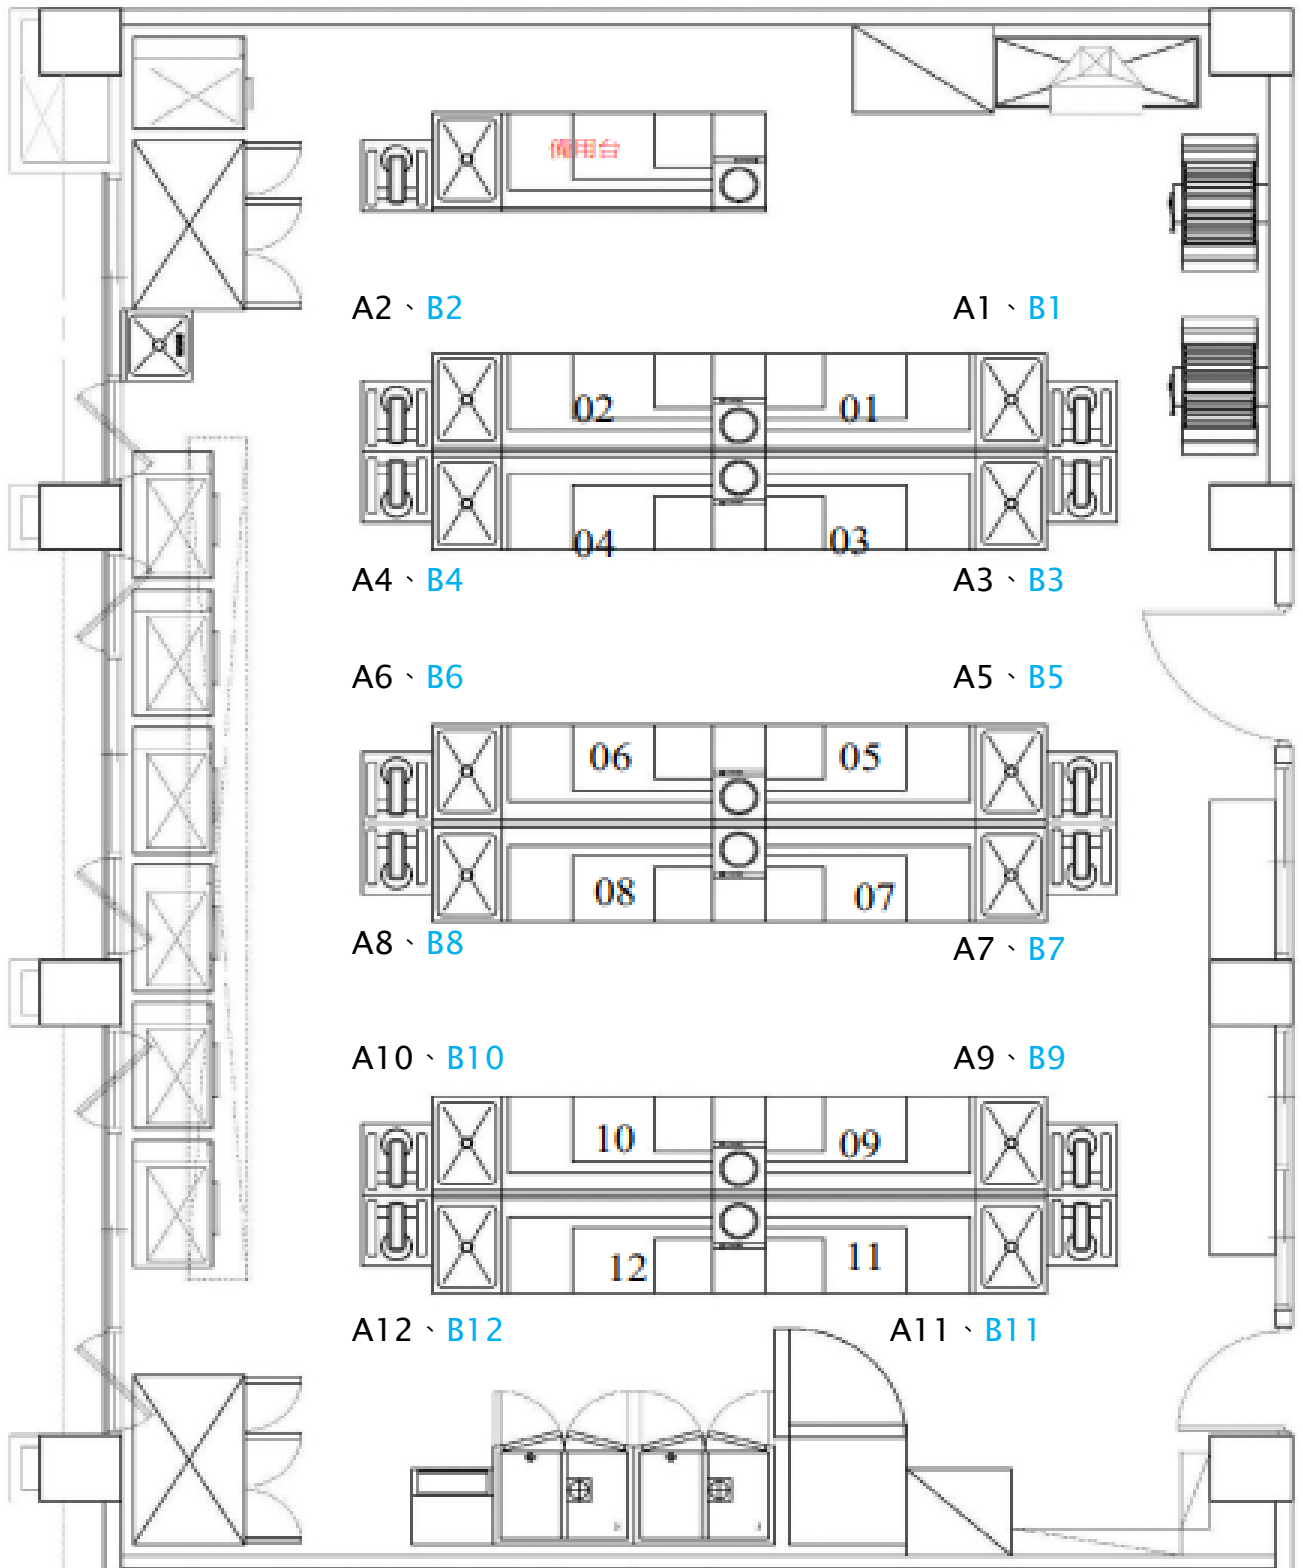 備用台
A2、B2 A1、B1
02 01
04 03
A4、B4 A3、B3
A6、B6 A5、B5
06 05
08 07
A8、B8 A7、B7
A10、B10 A9、B9
10 09
12 11
A12、B12 A11、B11